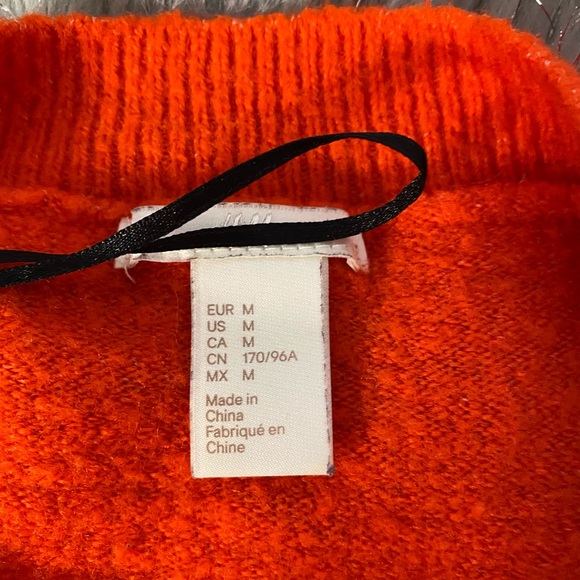 EUR M
US M
CA M
CN 170/96A
MX M
Made in
China
Fabriqué en
Chine